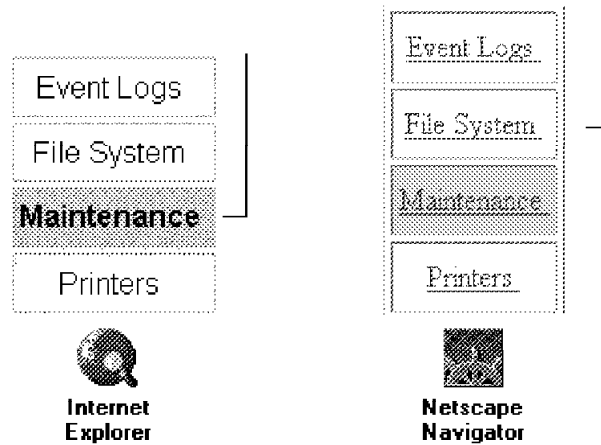 Event Logs
File System
Maintenance
Printers
Internet
Explorer
Event Logs
File System
Maintenance
Printers
Netscape
Navigator